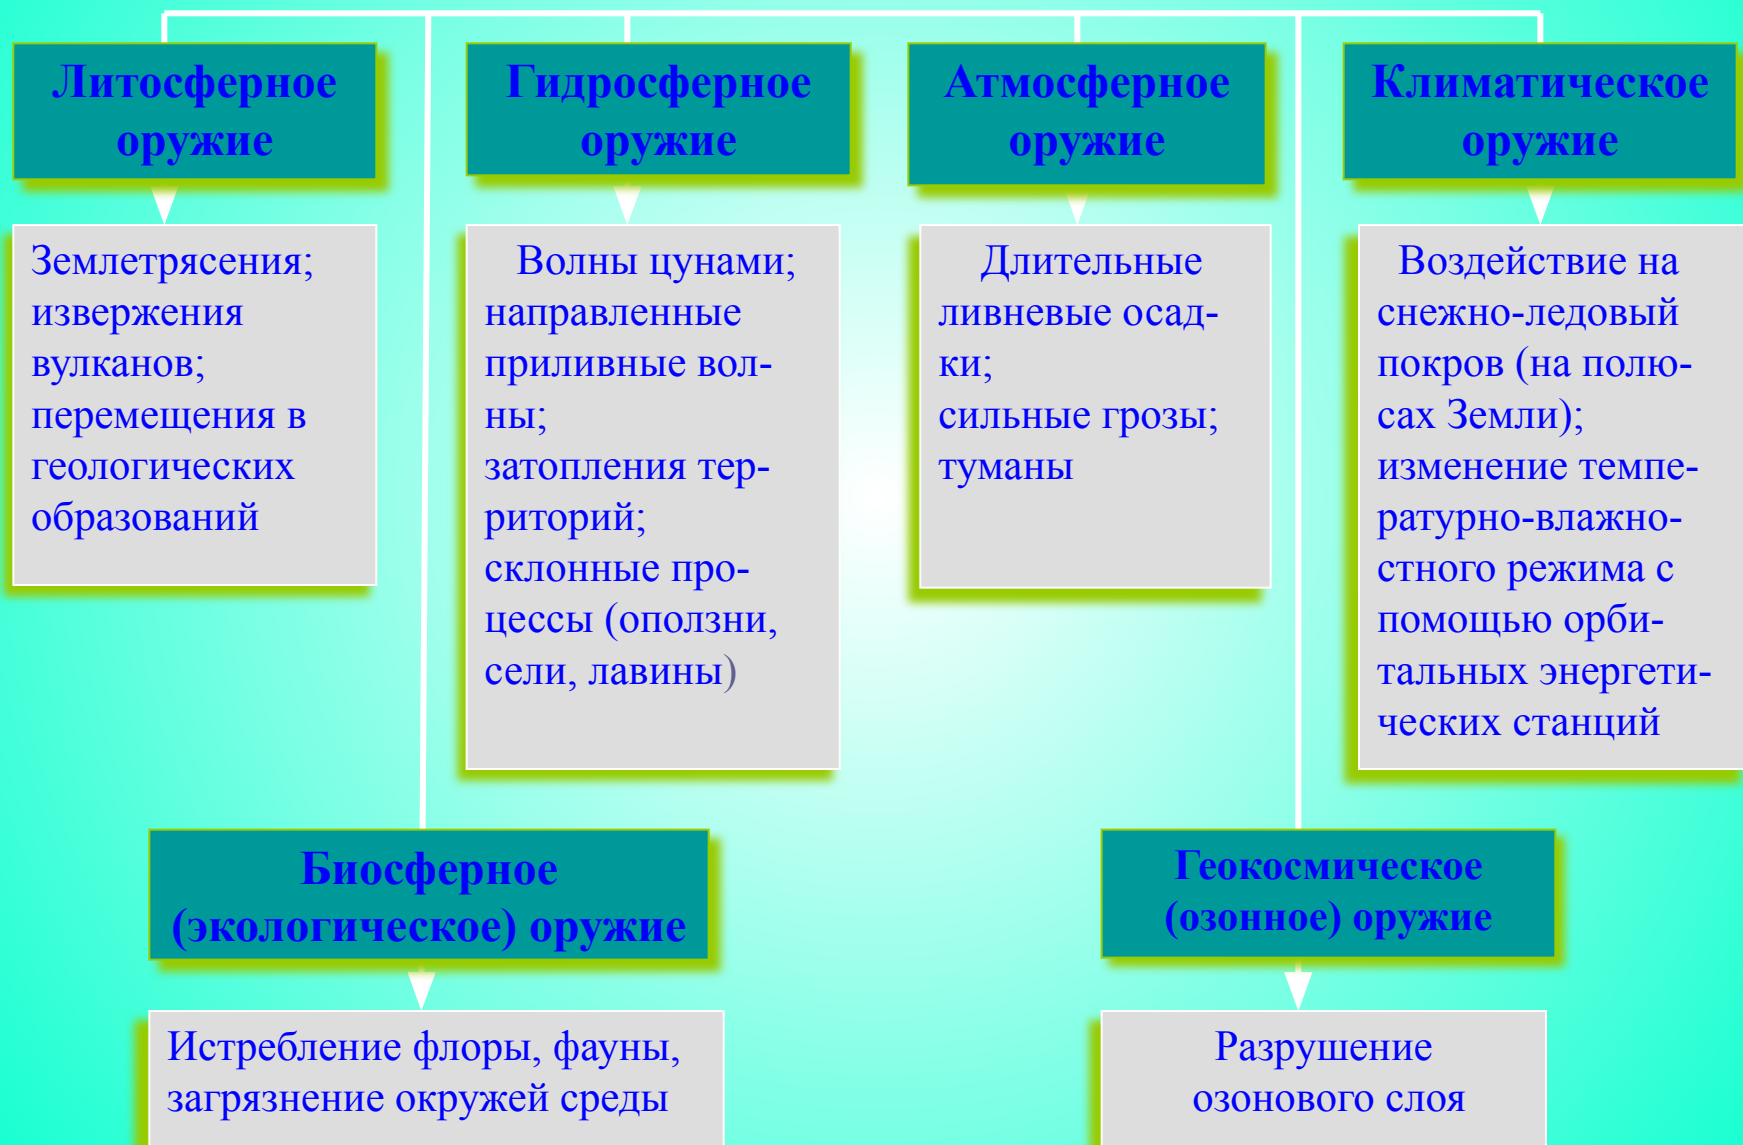 Литосферное
оружие
Землетрясения;
извержения
вулканов;
перемещения в
геологических
образований
Гидросферное
оружие
Волны цунами;
направленные
приливные вол-
ны;
затопления тер-
риторий;
склонные про-
цессы (оползни,
сели, лавины)
Атмосферное
оружие
Длительные
ливневые осад-
ки;
сильные грозы;
туманы
Климатическое
оружие
Воздействие на
снежно-ледовый
покров (на полю-
сах Земли);
изменение темпе-
ратурно-влажно-
стного режима с
помощью орби-
тальных энергети-
ческих станций
Биосферное
(экологическое) оружие
Истребление флоры, фауны,
загрязнение окружей среды
Геокосмическое
(озонное) оружие
Разрушение
озонового слоя